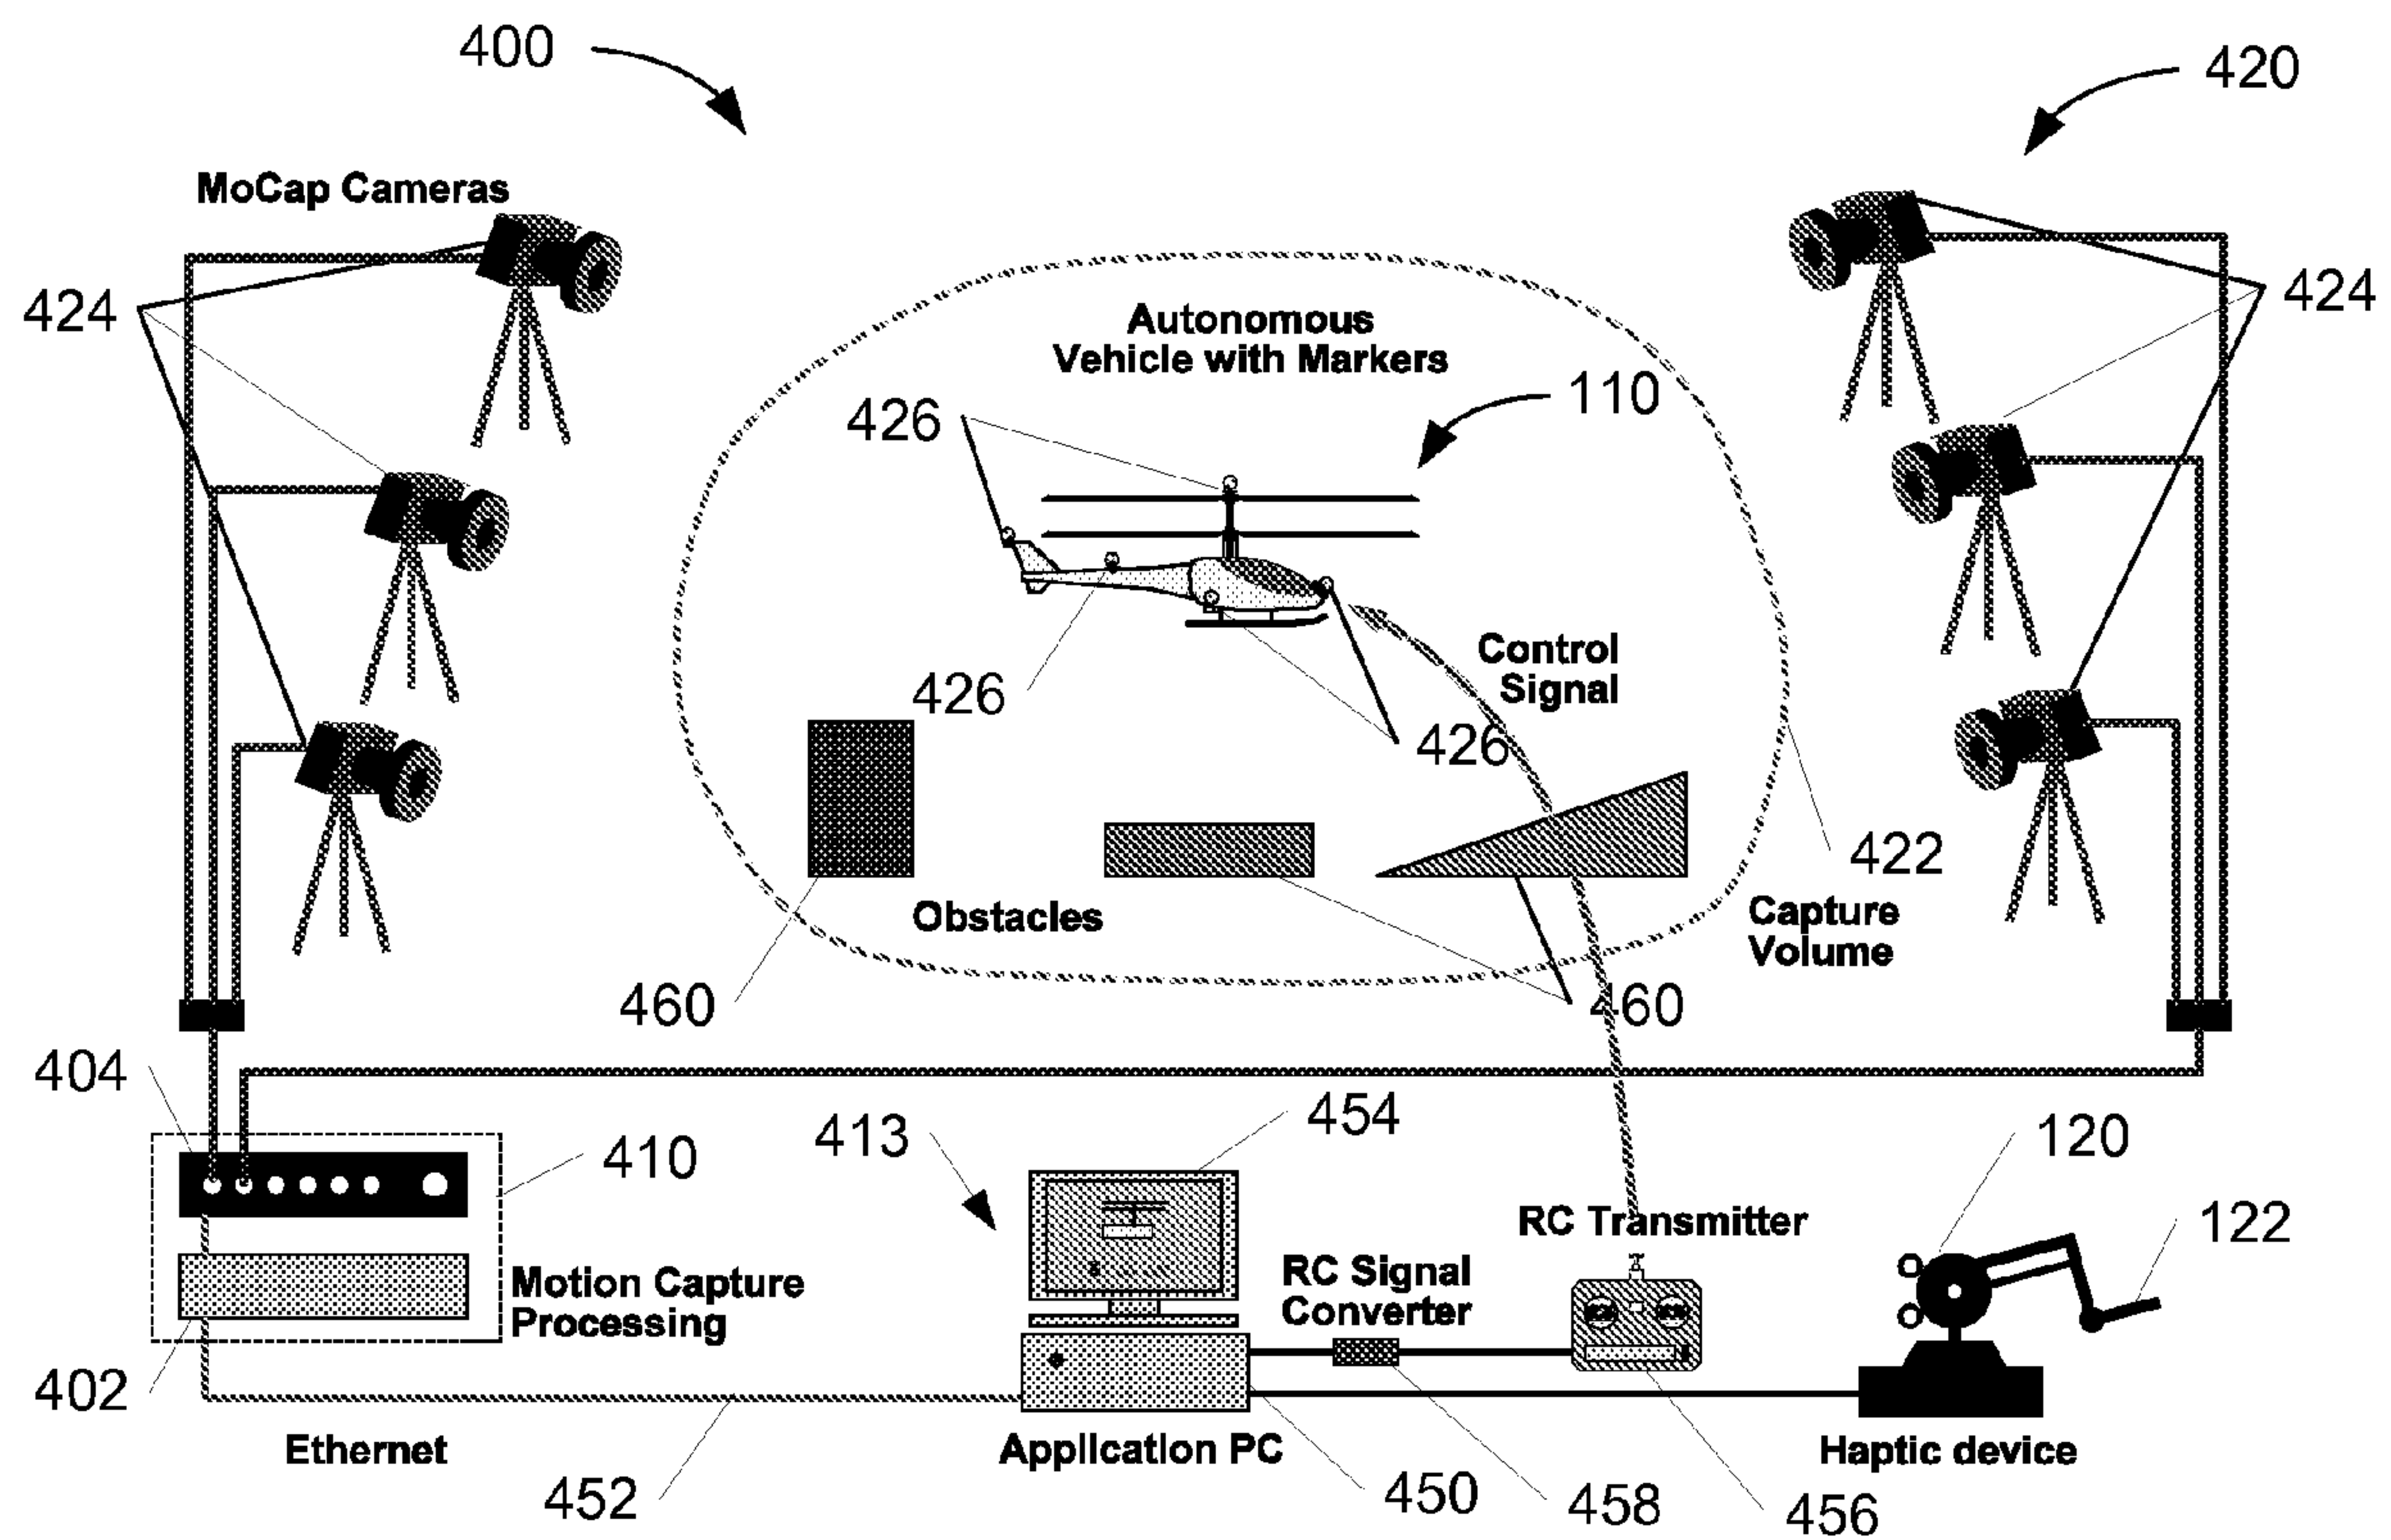 400
420
MoCap Cameras
424
424
Autonomous
Vehicle with Markers
110
426
Control
Signal
426
426
422
Capture
Volume
Obstacles
460
460
404
413
454
410
120
122
RC Transmitter
RC Signal
Converter
Motion Capture
Processing
402
Ethernet
Application PC
Haptic device
452
450
458
456